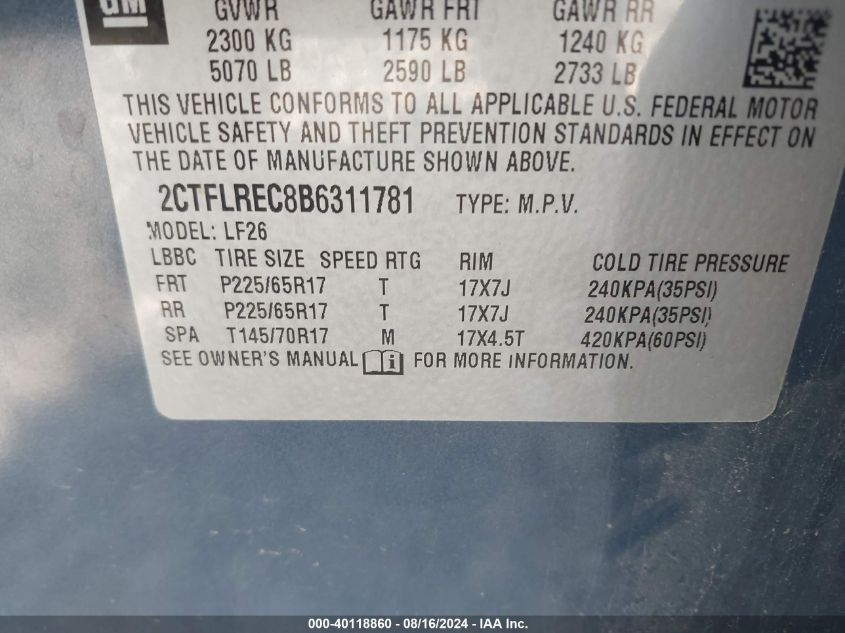 GM
GVWR GAWR FRT GAWR RR
2300 KG 1175 KG 1240 KG
5070 LB 2590 LB 2733 LB
THIS VEHICLE CONFORMS TO ALL APPLICABLE U.S. FEDERAL MOTOR
VEHICLE SAFETY AND THEFT PREVENTION STANDARDS IN EFFECT ON
THE DATE OF MANUFACTURE SHOWN ABOVE.
2CTFLREC8B6311781 TYPE: M.P.V.
MODEL: LF26
LBBC TIRE SIZE SPEED RTG RIM COLD TIRE PRESSURE
FRT P225/65R17 T 17X7J 240KPA(35PSI)
RR P225/65R17 T 17X7J 240KPA(35PSI)
SPA T145/70R17 M 17X4.5T 420KPA(60PSI)
SEE OWNER'S MANUAL i FOR MORE INFORMATION.
000-40118860 - 08/16/2024 - IAA Inc.